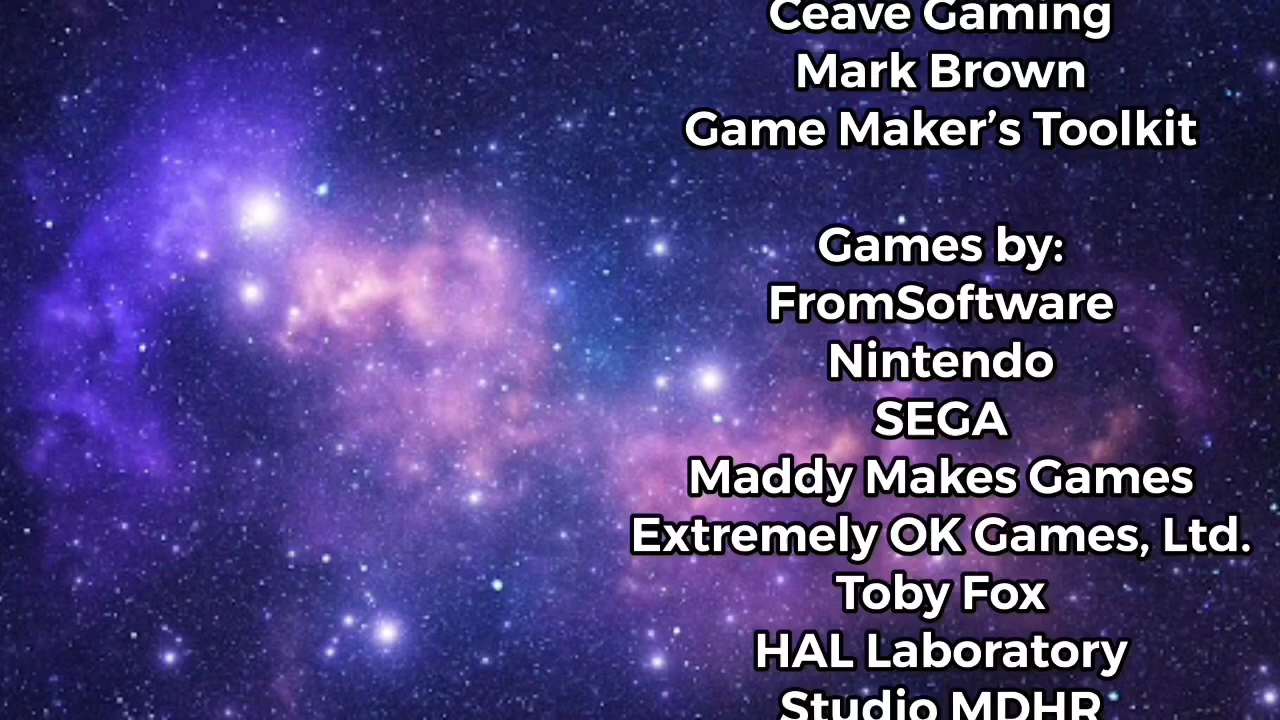 Ceave Gaming
Mark Brown
Game Maker’s Toolkit
Games by:
FromSoftware
Nintendo
SEGA
Maddy Makes Games
Extremely OK Games, Ltd.
Toby Fox
HAL Laboratory
Studio MDHR